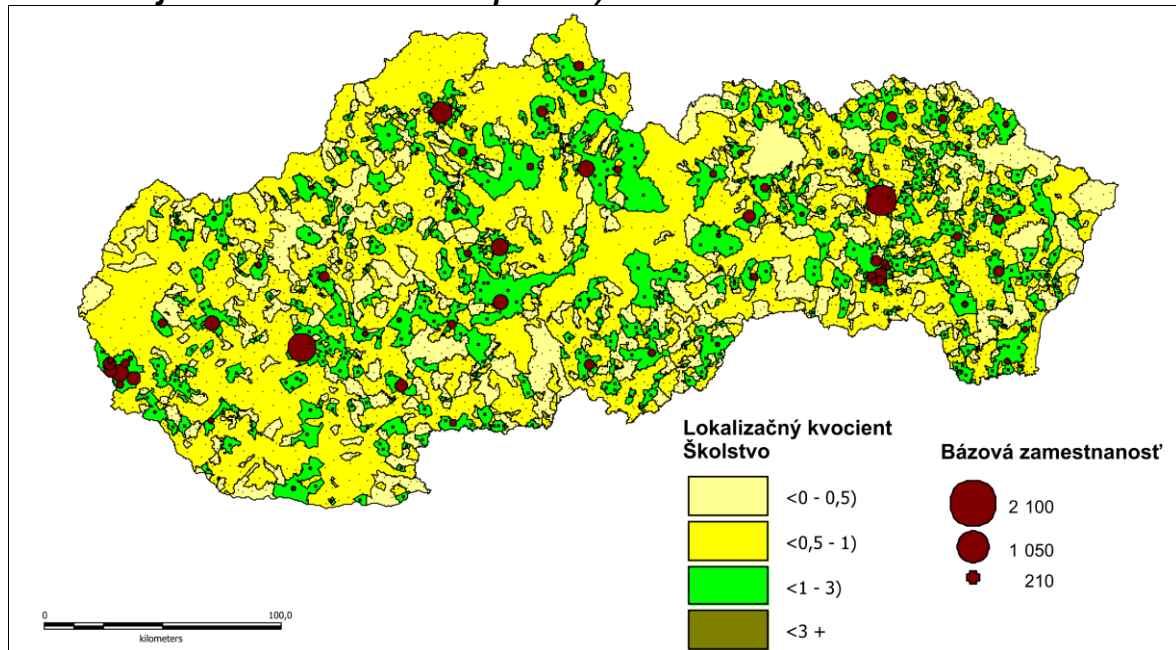 Lokalizačný kvocient
Školstvo
<0 - 0,5)
<0,5 - 1)
<1 - 3)
<3 +
Bázová zamestnanosť
2 100
1 050
210
0 100,0
kilometers